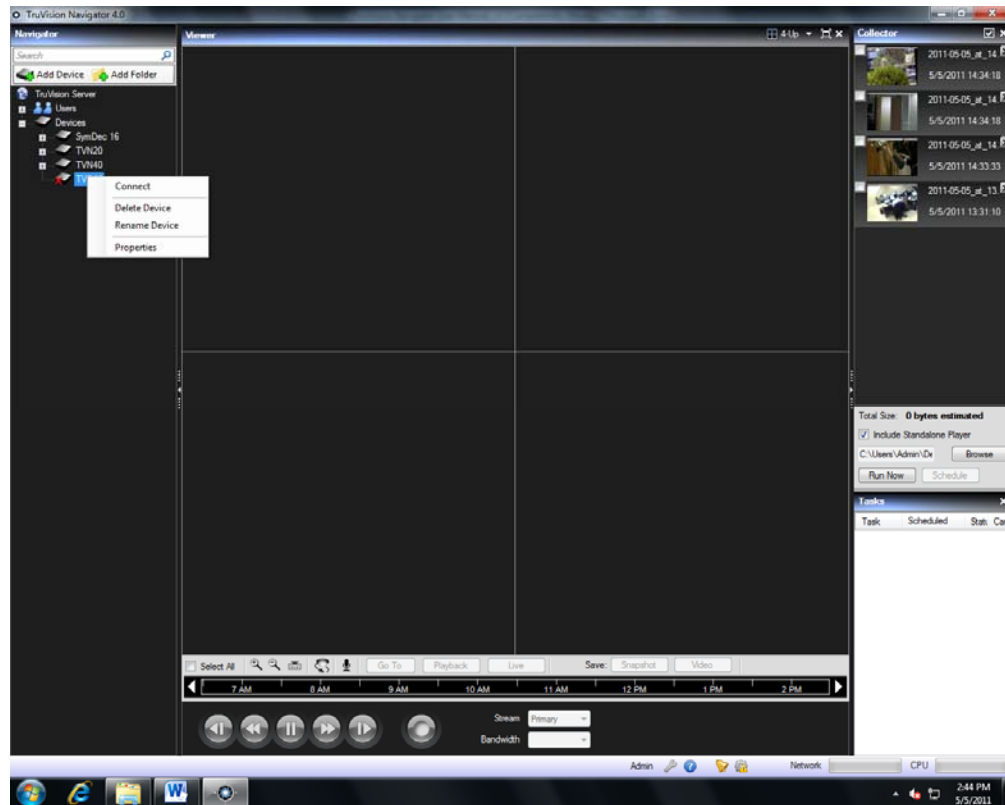 TruVision Navigator 4.0
Navigator
Search
Add Device Add Folder
TruVision Server
Users
Devices
SymDec 16
TVN20
TVN40
Connect
Delete Device
Rename Device
Properties
Viewer
4-Up
Collector
2011-05-05_at_14.
5/5/2011 14:34:18
2011-05-05_at_14.
5/5/2011 14:34:18
2011-05-05_at_14.
5/5/2011 14:33:33
2011-05-05_at_13.
5/5/2011 13:31:10
Total Size: 0 bytes estimated
Include Standalone Player
C:\Users\Admin\De Browse
Run Now Schedule
Tasks
Task Scheduled Statu Ca
Select All Go To Playback Live Save: Snapshot Video
7 AM 8 AM 9 AM 10 AM 11 AM 12 PM 1 PM 2 PM
Stream Primary
Bandwidth
Admin Network CPU
2:44 PM
5/5/2011